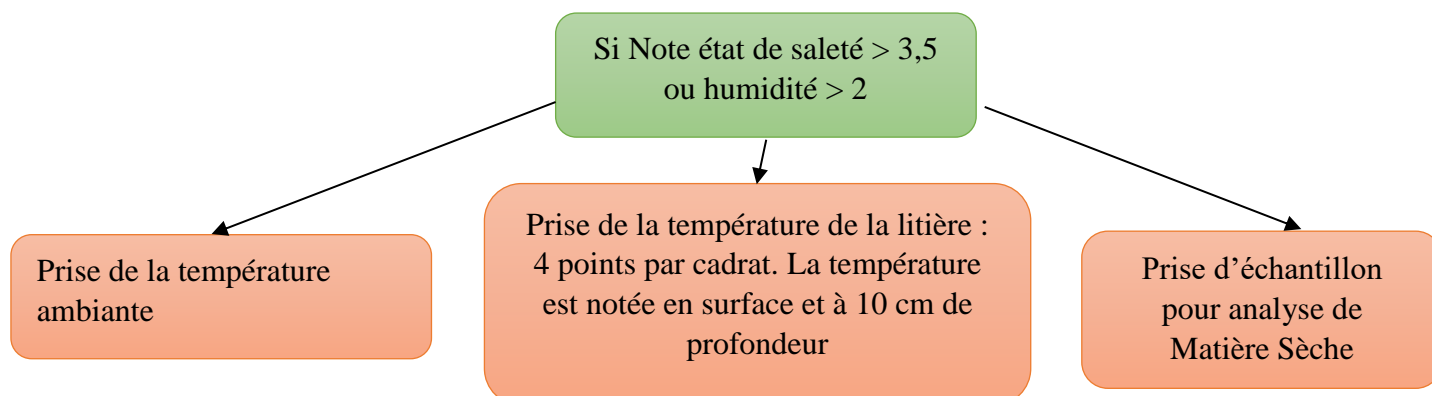 Si Note état de saleté > 3,5
ou humidité > 2
Prise de la température
ambiante
Prise de la température de la litière :
4 points par cadrat. La température
est notée en surface et à 10 cm de
profondeur
Prise d’échantillon
pour analyse de
Matière Sèche